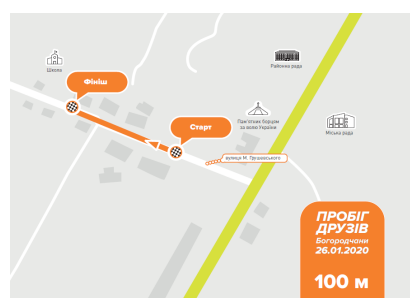 Школа
Районна рада
Фініш
Пам'ятник борцям
за волю України
Міська рада
Старт
вулиця М. Грушевського
ПРОБІГ
ДРУЗІВ
Богородчани
26.01.2020
100 м